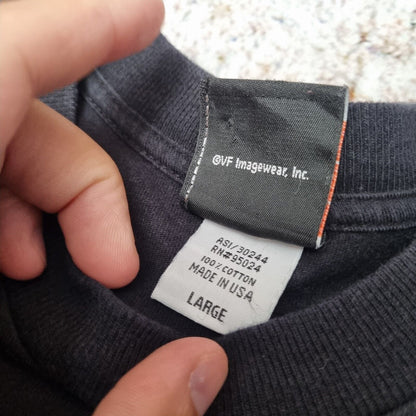 ©VF Imagewear, Inc.
ASI/30244
RN#95024
100% COTTON
MADE IN USA
LARGE